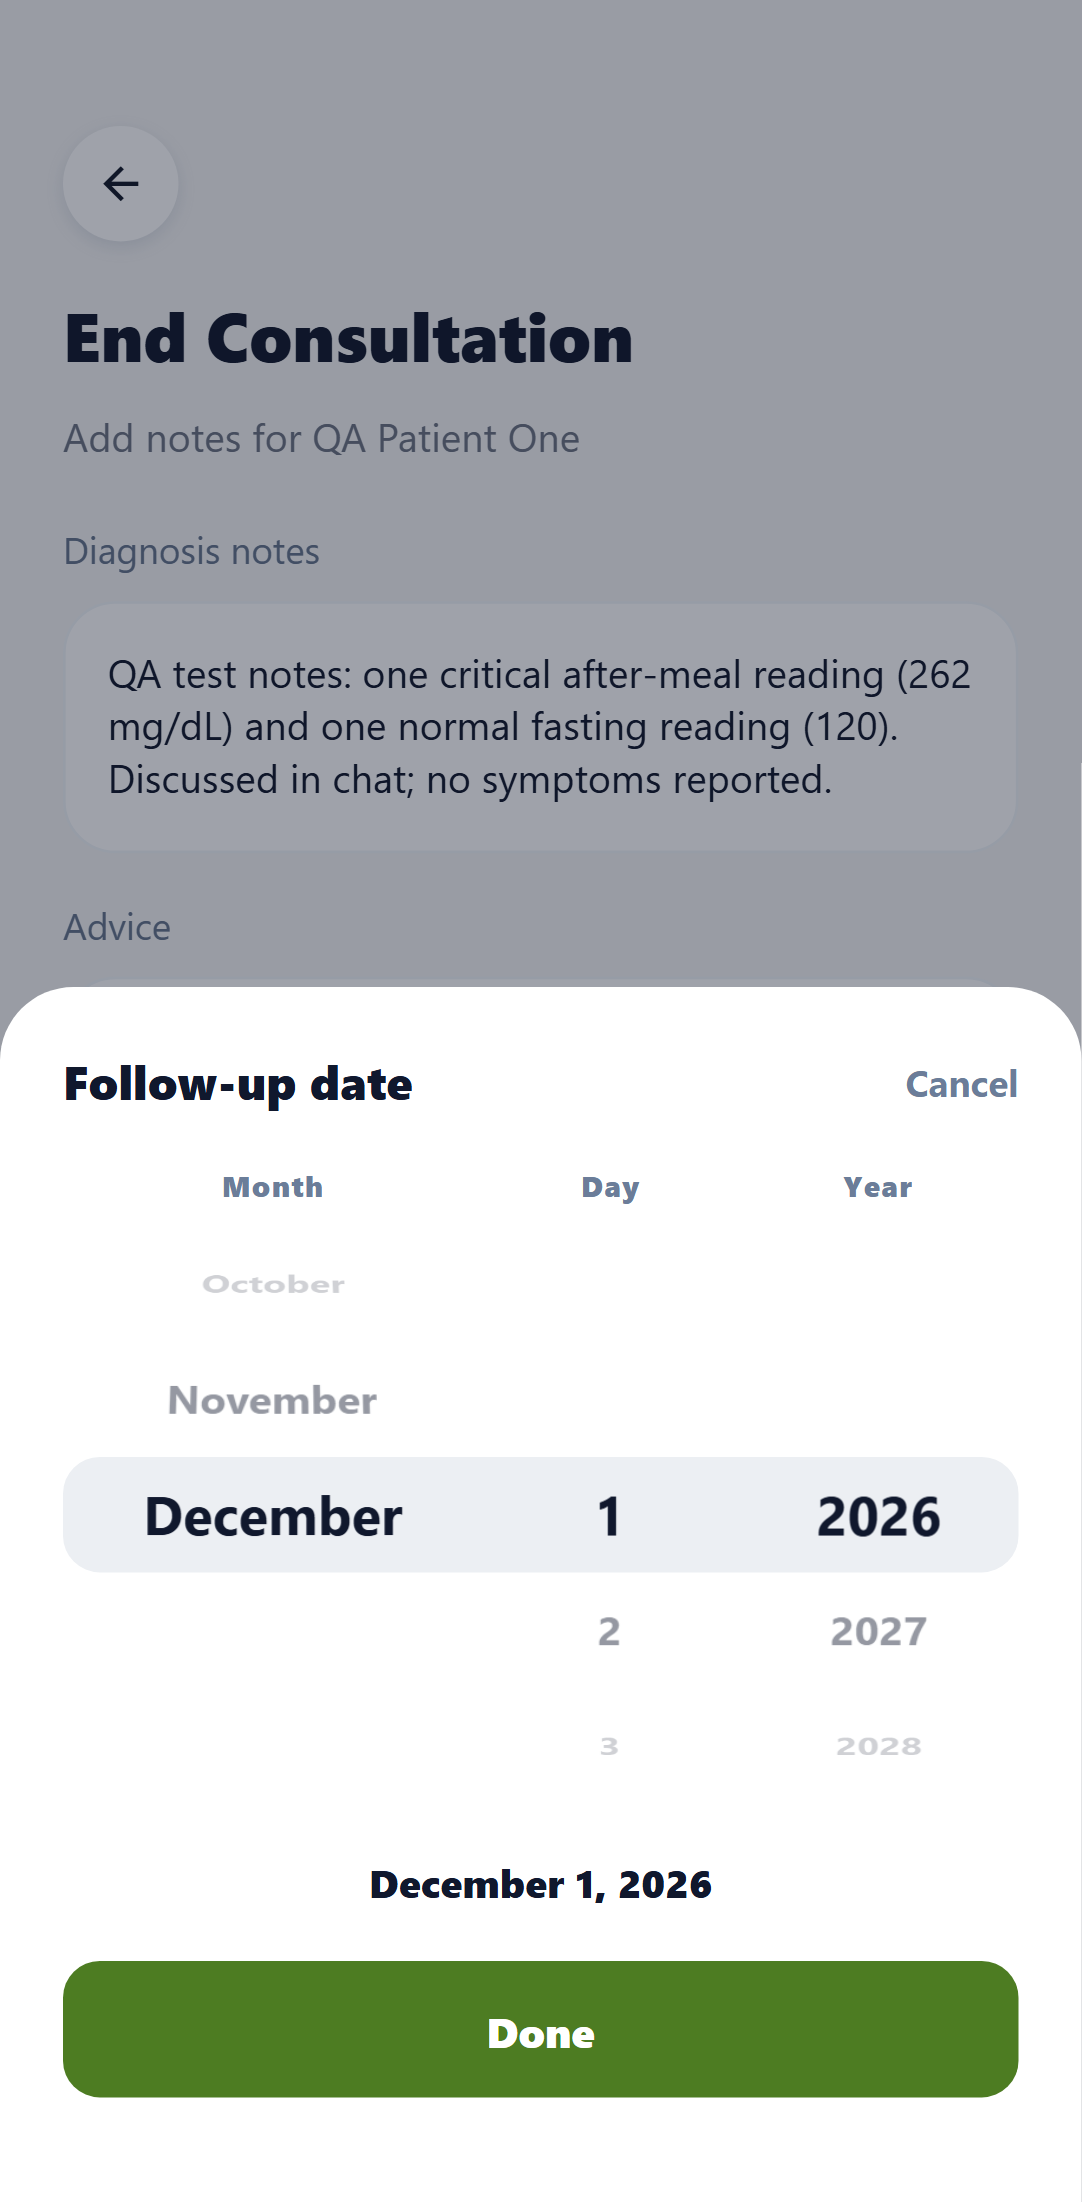 End Consultation
Add notes for QA Patient One
Diagnosis notes
QA test notes: one critical after-meal reading (262
mg/dL) and one normal fasting reading (120).
Discussed in chat; no symptoms reported.
Advice
Follow-up date
Cancel
Month Day Year
October
November
December 1 2026
2 2027
3 2028
December 1, 2026
Done